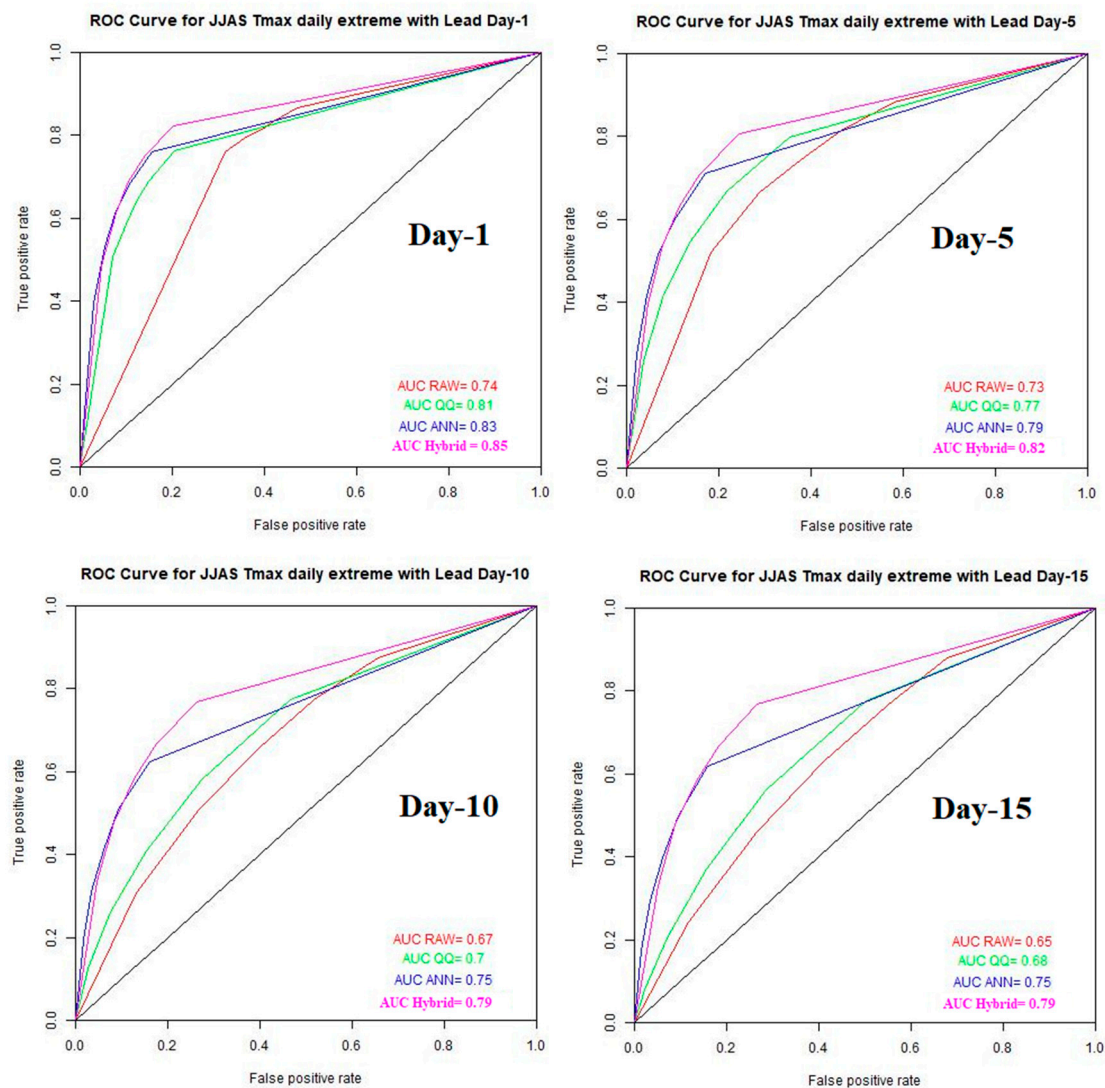 ROC Curve for JJAS Tmax daily extreme with Lead Day-1
1.0
0.8
0.6
0.4
0.2
0.0
True positive rate
Day-1
AUC RAW= 0.74
AUC QQ= 0.81
AUC ANN= 0.83
AUC Hybrid = 0.85
0.0 0.2 0.4 0.6 0.8 1.0
False positive rate
ROC Curve for JJAS Tmax daily extreme with Lead Day-5
1.0
0.8
0.6
0.4
0.2
0.0
True positive rate
Day-5
AUC RAW= 0.73
AUC QQ= 0.77
AUC ANN= 0.79
AUC Hybrid= 0.82
0.0 0.2 0.4 0.6 0.8 1.0
False positive rate
ROC Curve for JJAS Tmax daily extreme with Lead Day-10
1.0
0.8
0.6
0.4
0.2
0.0
True positive rate
Day-10
AUC RAW= 0.67
AUC QQ= 0.7
AUC ANN= 0.75
AUC Hybrid= 0.79
0.0 0.2 0.4 0.6 0.8 1.0
False positive rate
ROC Curve for JJAS Tmax daily extreme with Lead Day-15
1.0
0.8
0.6
0.4
0.2
0.0
True positive rate
Day-15
AUC RAW= 0.65
AUC QQ= 0.68
AUC ANN= 0.75
AUC Hybrid= 0.79
0.0 0.2 0.4 0.6 0.8 1.0
False positive rate